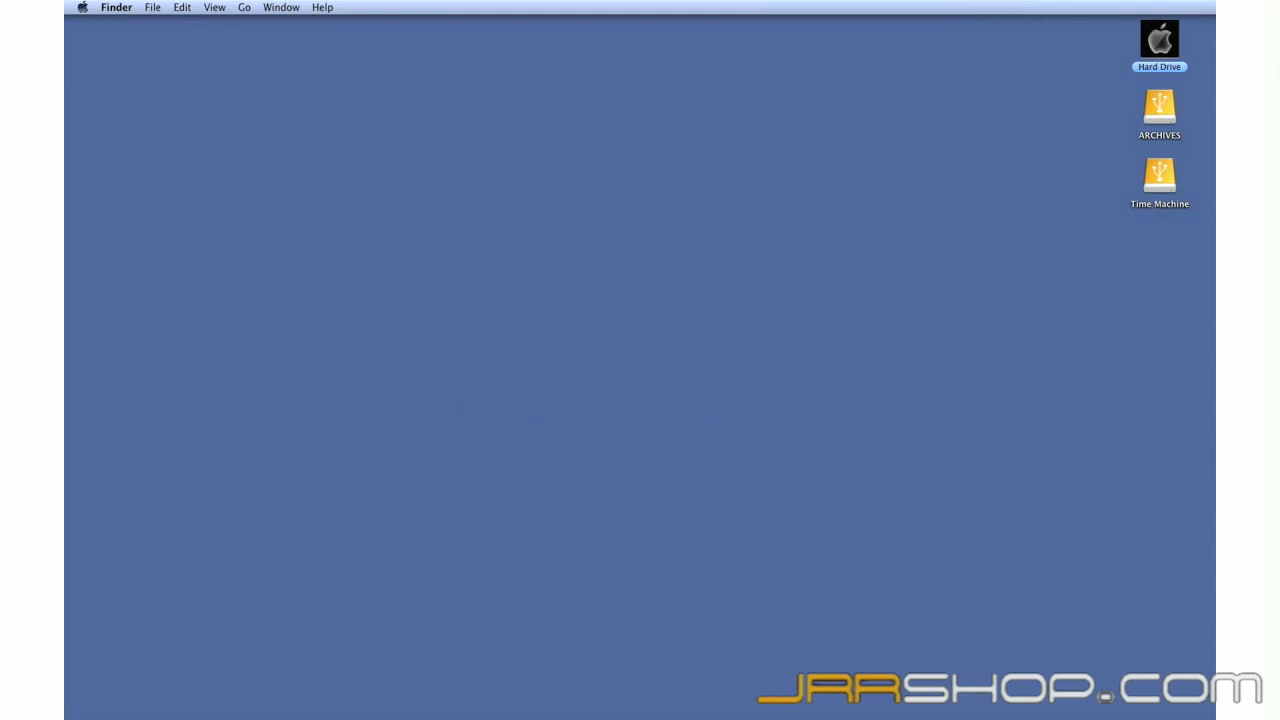 Finder File Edit View Go Window Help
Hard Drive
ARCHIVES
Time Machine
JRRSHOP.COM